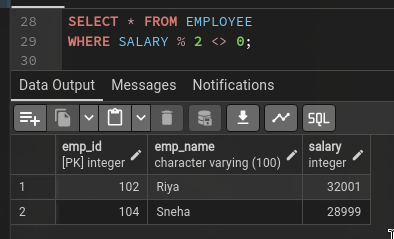 28 SELECT * FROM EMPLOYEE
29 WHERE SALARY % 2 <> 0;
30
Data Output Messages Notifications
SQL
emp_id emp_name salary
[PK] integer character varying (100) integer
1 102 Riya 32001
2 104 Sneha 28999